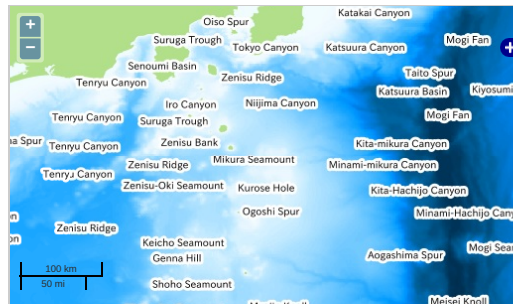 Katakai Canyon
Oiso Spur
+
Suruga Trough
Tokyo Canyon
Katsuura Canyon
Mogi Fan
+
−
Senoumi Basin
Taito Spur
Tenryu Canyon
Zenisu Ridge
Katsuura Basin
Kiyosumi
Iro Canyon
Niijima Canyon
Mogi Fan
Tenryu Canyon
Suruga Trough
a Spur
Tenryu Canyon
Zenisu Bank
Kita-mikura Canyon
Zenisu Ridge
Mikura Seamount
Minami-mikura Canyon
Tenryu Canyon
Zenisu-Oki Seamount
Kurose Hole
Kita-Hachijo Canyon
on
Ogoshi Spur
Minami-Hachijo Cany
Zenisu Ridge
on
Keicho Seamount
Mogi Sea
Genna Hill
Aogashima Spur
100 km
50 mi
Shoho Seamount
Meisei Knoll